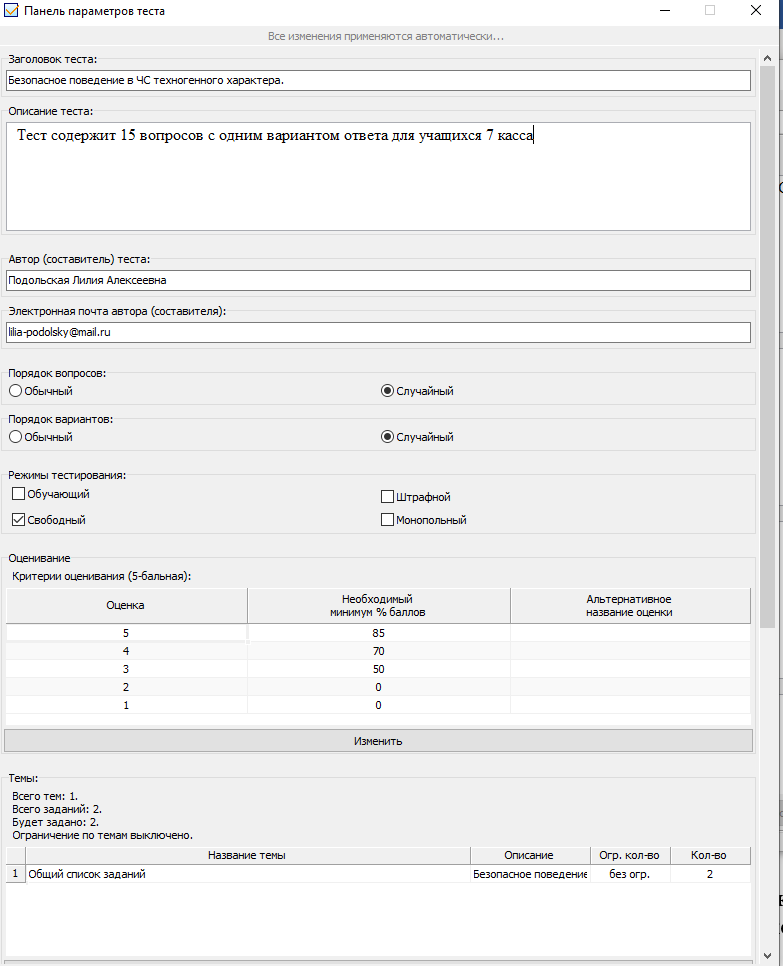 Панель параметров теста
Все изменения применяются автоматически...
Заголовок теста:
Безопасное поведение в ЧС техногенного характера.
Описание теста:
Тест содержит 15 вопросов с одним вариантом ответа для учащихся 7 касса
Автор (составитель) теста:
Подольская Лилия Алексеевна
Электронная почта автора (составителя):
lilia-podolsky@mail.ru
Порядок вопросов:
Обычный Случайный
Порядок вариантов:
Обычный Случайный
Режимы тестирования:
Обучающий Штрафной
Свободный Монопольный
Оценивание
Критерии оценивания (5-бальная):
Оценка Необходимый минимум % баллов Альтернативное название оценки
5 85
4 70
3 50
2 0
1 0
Изменить
Темы:
Всего тем: 1.
Всего заданий: 2.
Будет задано: 2.
Ограничение по темам выключено.
Название темы Описание Огр. кол-во Кол-во
1 Общий список заданий Безопасное поведение без огр. 2